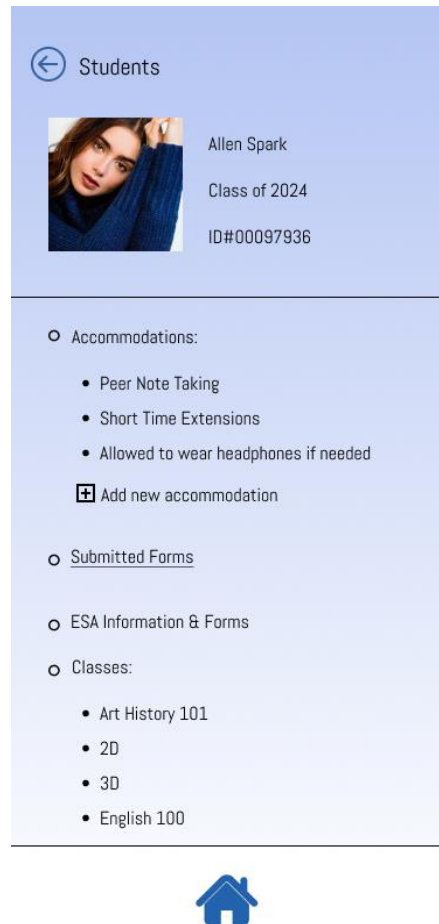 Students
Allen Spark
Class of 2024
ID#00097936
Accommodations:
Peer Note Taking
Short Time Extensions
Allowed to wear headphones if needed
Add new accommodation
Submitted Forms
ESA Information & Forms
Classes:
Art History 101
2D
3D
English 100